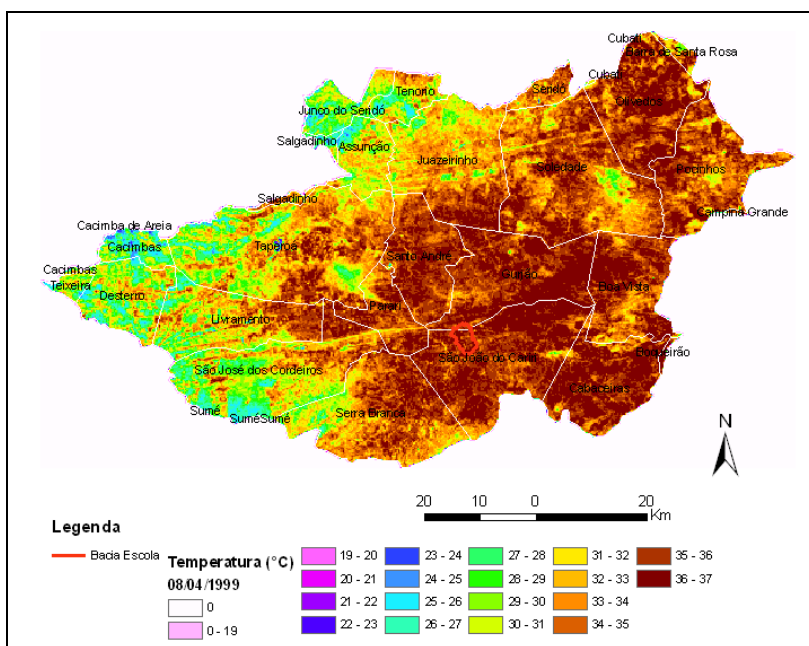 Cubati
Barra de Santa Rosa
Cubati
Olivedos
Seridó
Tenorio
Junco do Seridó
Salgadinho
Assunção
Juazeirinho
Soledade
Pocinhos
Salgadinho
Campina Grande
Cacimba de Areia
Cacimbas
Taperoá
Santo André
Gurjão
Cacimbas
Teixeira
Desterro
Boa Vista
Parari
Livramento
São João do Cariri
Boqueirão
São José dos Cordeiros
Cabaceiras
Sumé
SuméSumé
Serra Branca
N
20 10 0 20
Km
Legenda
Bacia Escola
Temperatura (°C)
08/04/1999
0
0 - 19
19 - 20
20 - 21
21 - 22
22 - 23
23 - 24
24 - 25
25 - 26
26 - 27
27 - 28
28 - 29
29 - 30
30 - 31
31 - 32
32 - 33
33 - 34
34 - 35
35 - 36
36 - 37